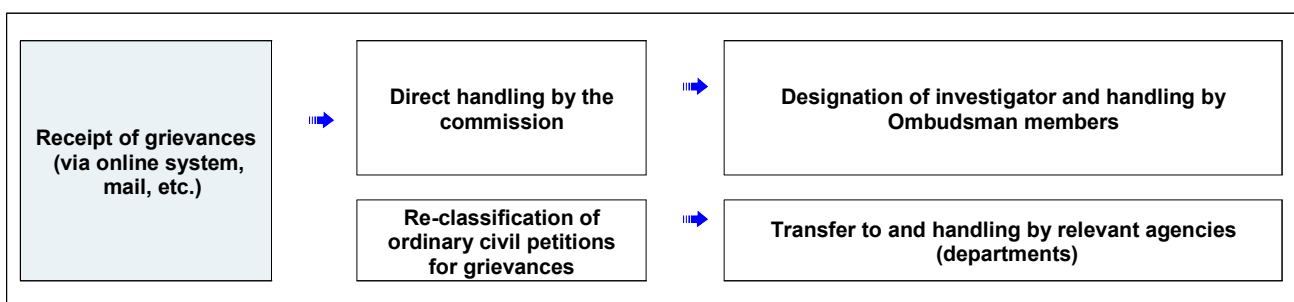 Receipt of grievances
(via online system,
mail, etc.)
Direct handling by the
commission
Designation of investigator and handling by
Ombudsman members
Re-classification of
ordinary civil petitions
for grievances
Transfer to and handling by relevant agencies
(departments)